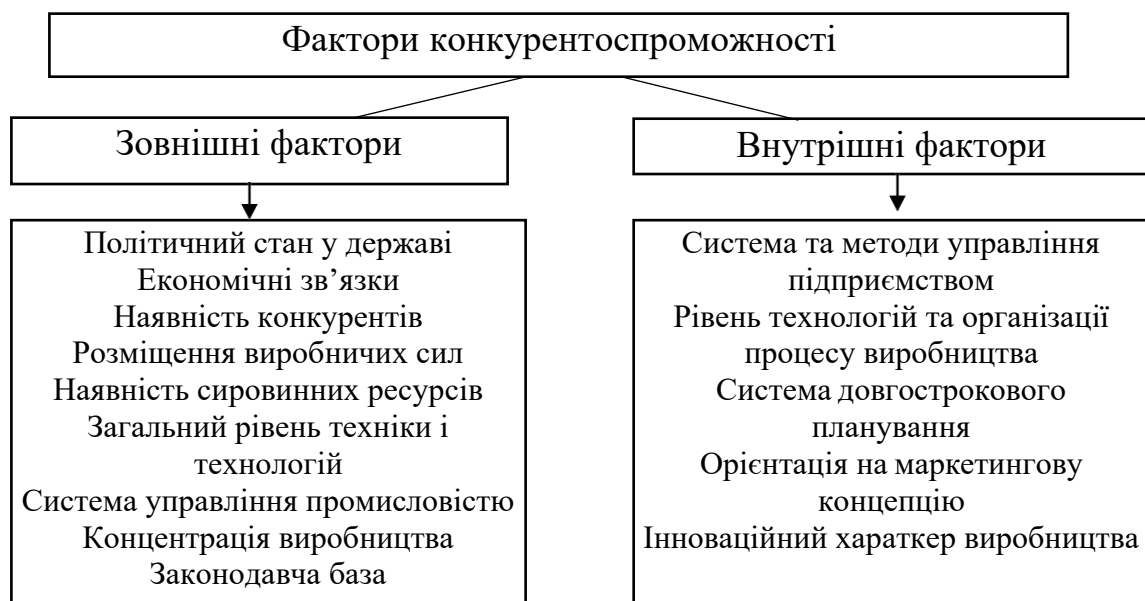 Фактори конкурентоспроможності
Зовнішні фактори
Політичний стан у державі
Економічні зв’язки
Наявність конкурентів
Розміщення виробничих сил
Наявність сировинних ресурсів
Загальний рівень техніки і
технологій
Система управління промисловістю
Концентрація виробництва
Законодавча база
Внутрішні фактори
Система та методи управління
підприємством
Рівень технологій та організації
процесу виробництва
Система довгострокового
планування
Орієнтація на маркетингову
концепцію
Інноваційний хараткер виробництва